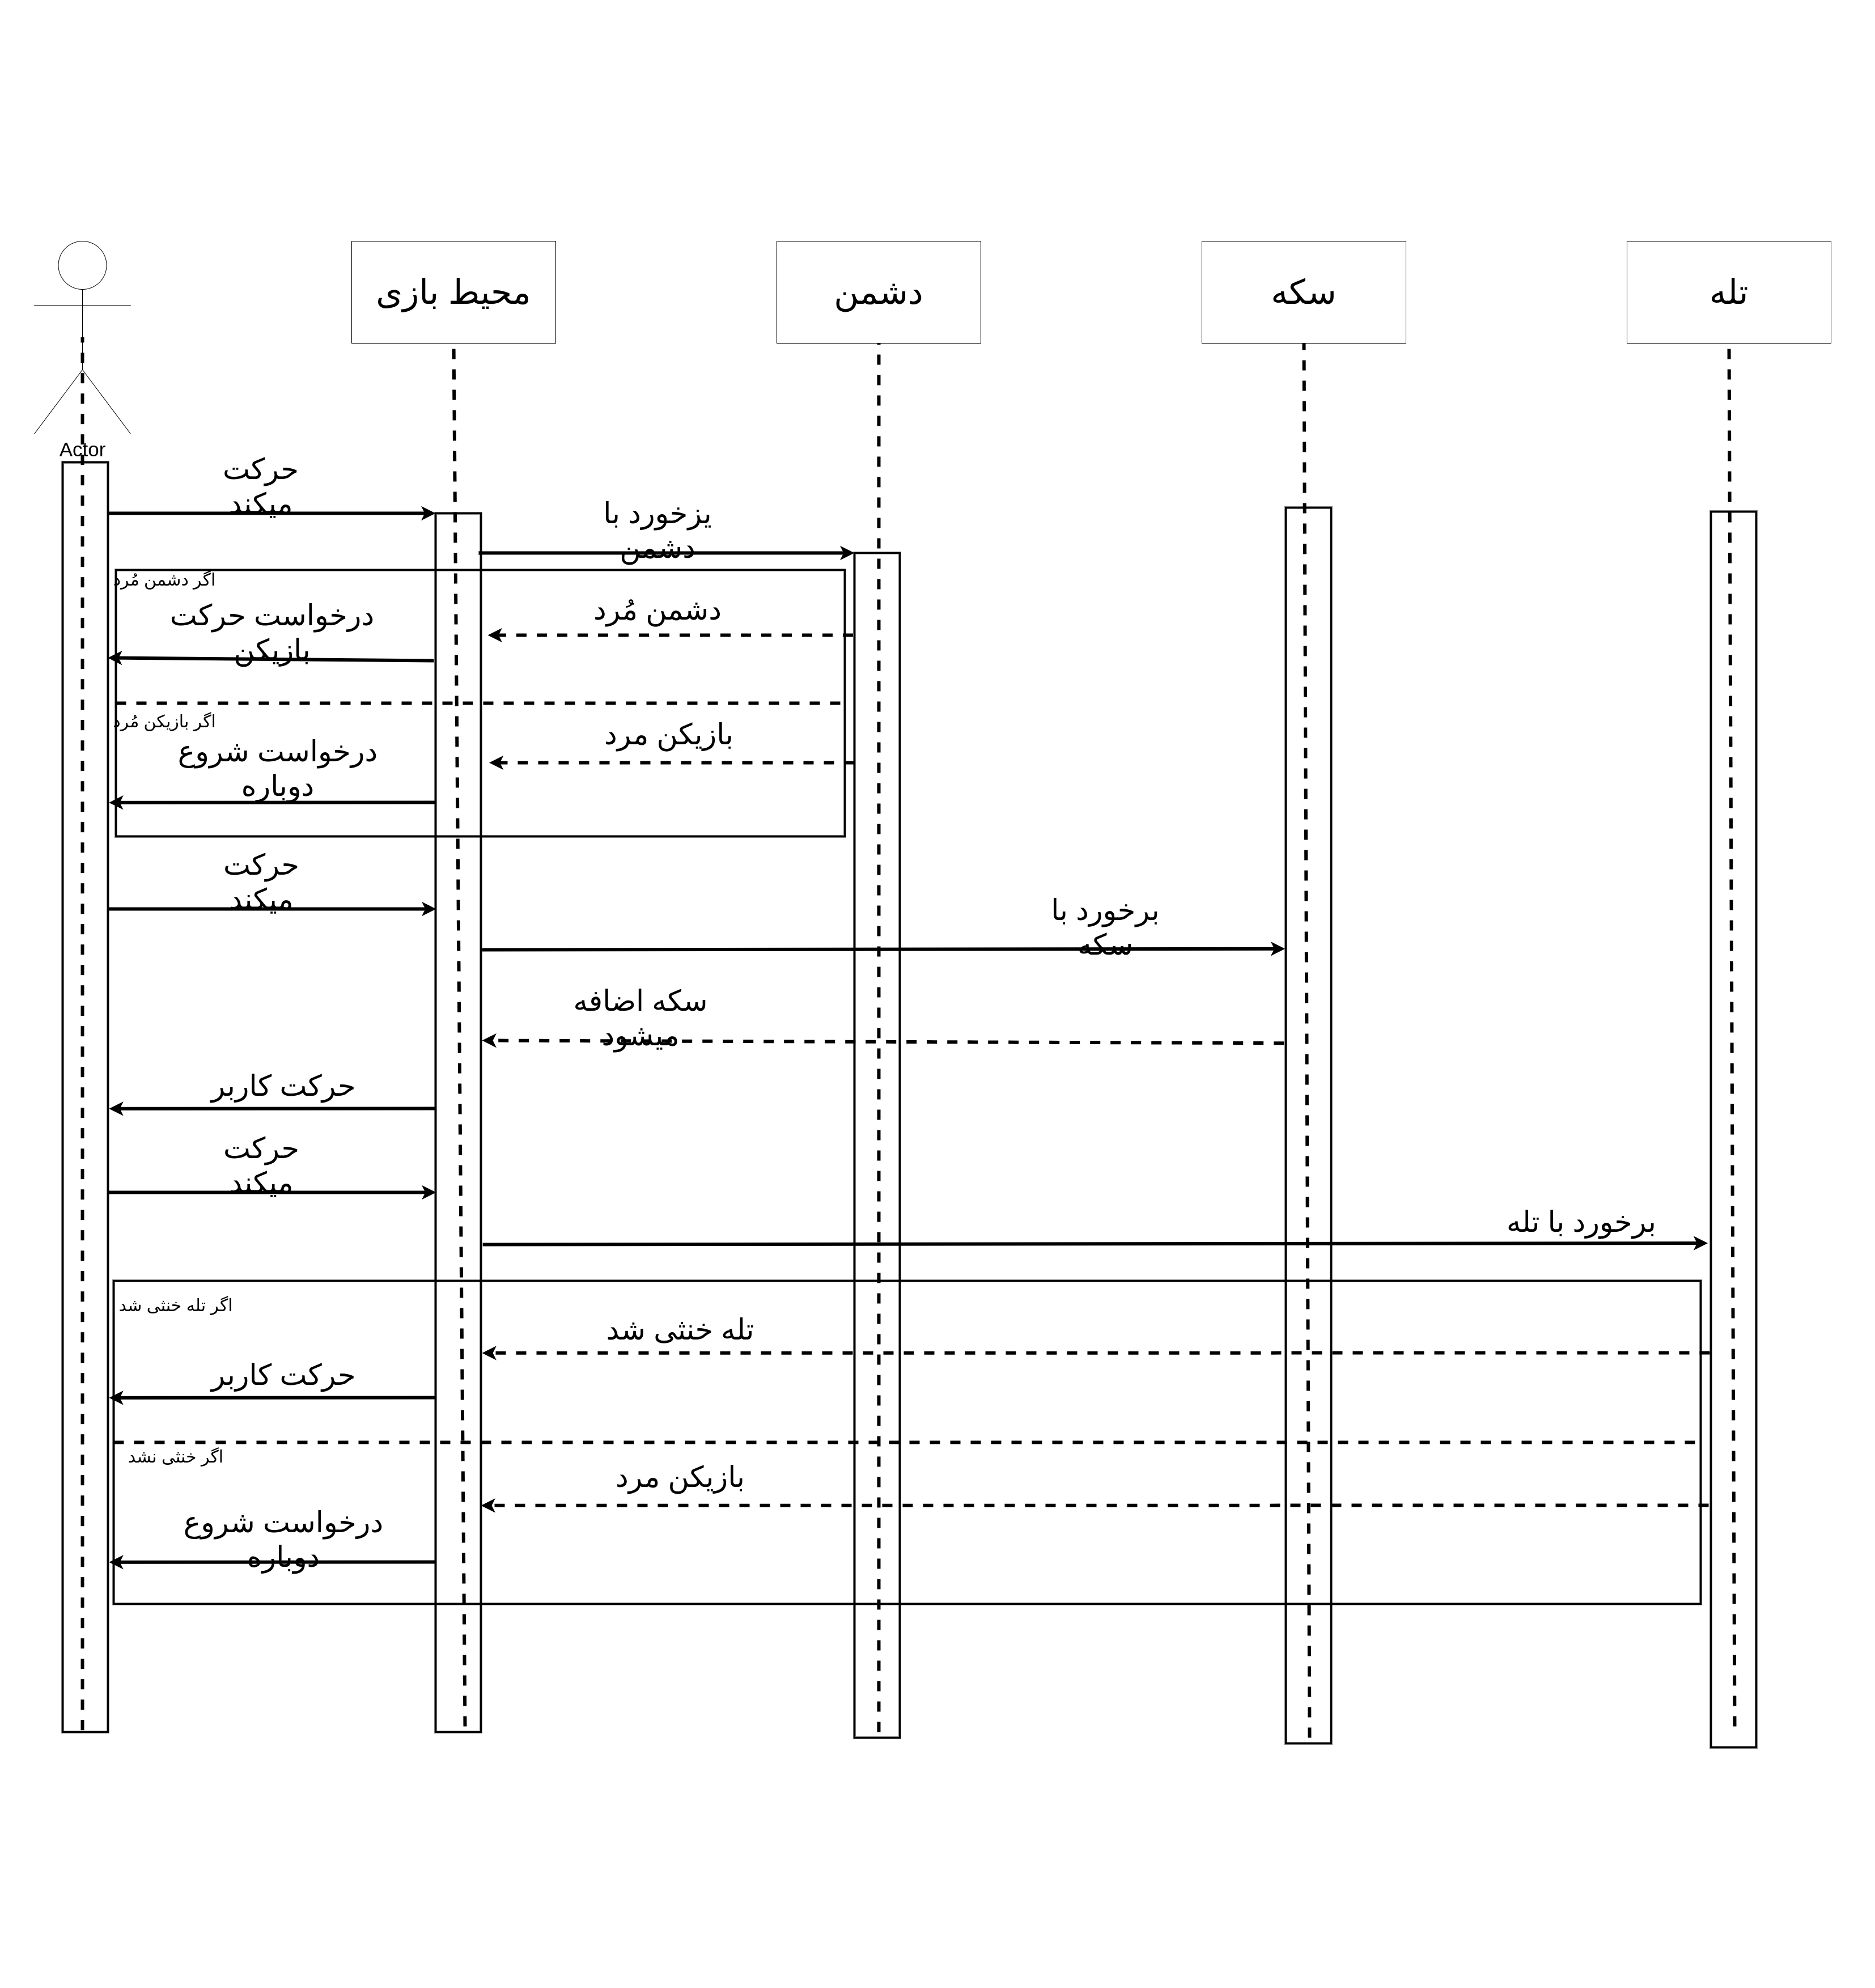 محیط بازی
دشمن
سکه
تله
Actor
حرکت
میکند
یزخورد با
دشمن
اگر دشمن مُرد
دشمن مُرد
درخواست حرکت
بازیکن
اگر بازیکن مُرد
بازیکن مرد
درخواست شروع
دوباره
حرکت
میکند
برخورد با
سکه
سکه اضافه
میشود
حرکت کاربر
حرکت
میکند
برخورد با تله
اگر تله خنثی شد
تله خنثی شد
حرکت کاربر
اگر خنثی نشد
بازیکن مرد
درخواست شروع
دوباره